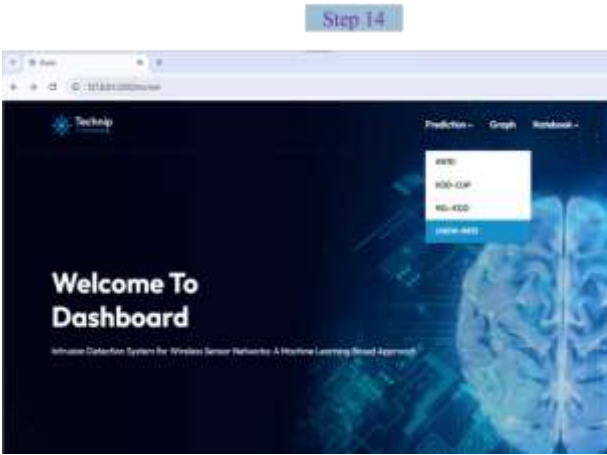 Step 14
Technip
Prediction
Graph
Notebook
KDD-CUP
NSL-KDD
Welcome To
Dashboard
Intrusion Detection System for Wireless Sensor Networks: A Machine Learning Based Approach